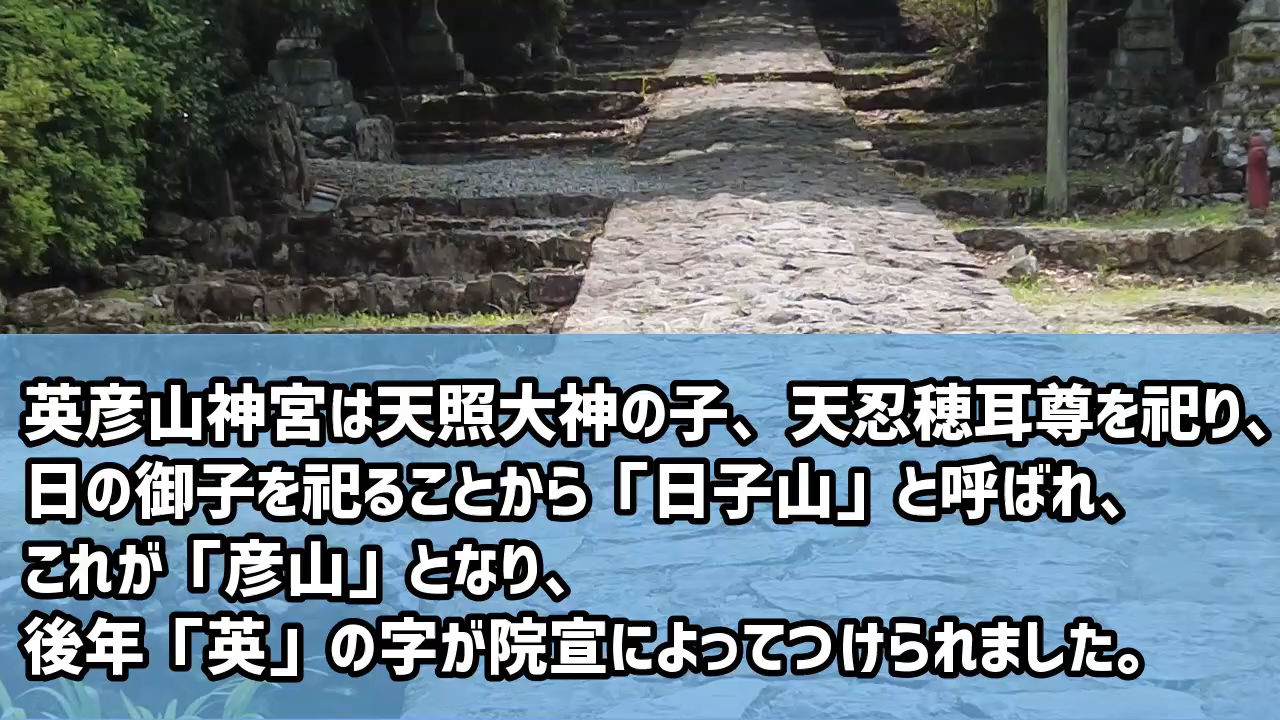 英彦山神宮は天照大神の子、天忍穂耳尊を祀り、
日の御子を祀ることから「日子山」と呼ばれ、
これが「彦山」となり、
後年「英」の字が院宣によってつけられました。